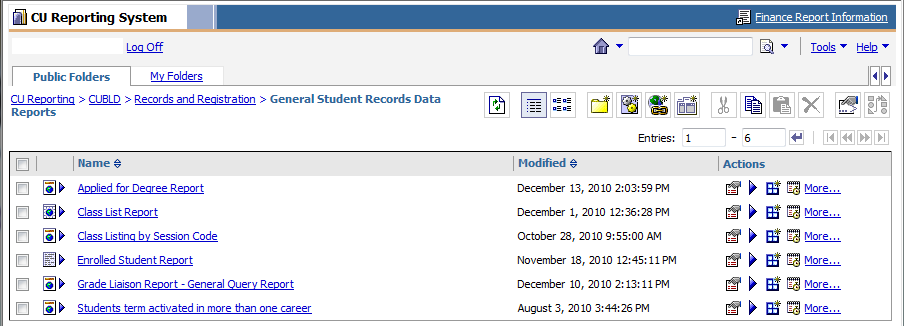 CU Reporting System
Finance Report Information
Log Off
Tools
Help
Public Folders
My Folders
CU Reporting > CUBLD > Records and Registration > General Student Records Data
Reports
Entries: 1 - 6
Name Modified Actions
Applied for Degree Report December 13, 2010 2:03:59 PM More...
Class List Report December 1, 2010 12:36:28 PM More...
Class Listing by Session Code October 28, 2010 9:55:00 AM More...
Enrolled Student Report November 18, 2010 12:45:11 PM More...
Grade Liaison Report - General Query Report December 10, 2010 2:13:11 PM More...
Students term activated in more than one career August 3, 2010 3:44:26 PM More...